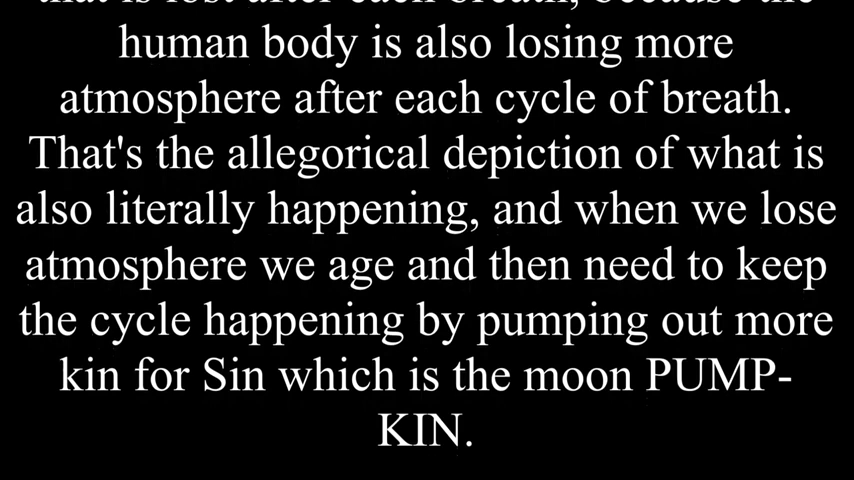 that is lost after each breath, because the
human body is also losing more
atmosphere after each cycle of breath.
That's the allegorical depiction of what is
also literally happening, and when we lose
atmosphere we age and then need to keep
the cycle happening by pumping out more
kin for Sin which is the moon PUMP-
KIN.